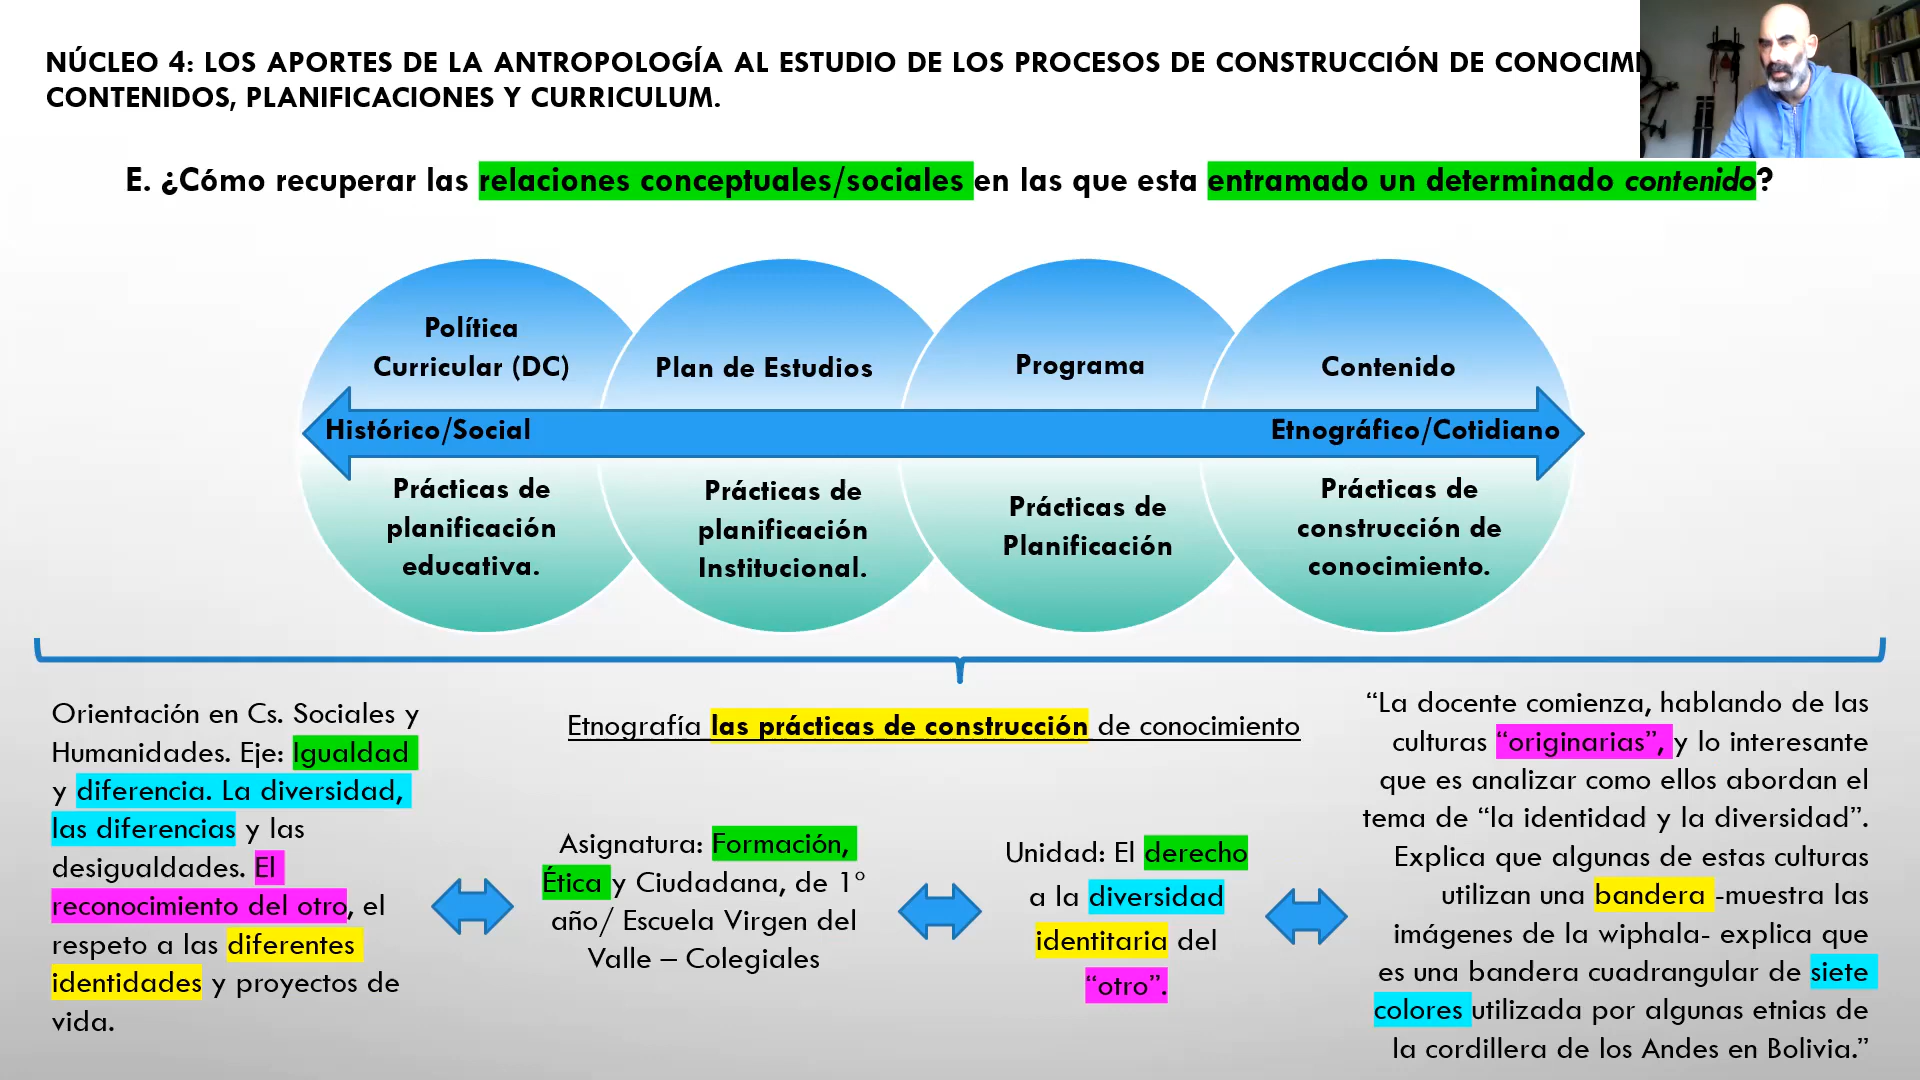 NÚCLEO 4: LOS APORTES DE LA ANTROPOLOGÍA AL ESTUDIO DE LOS PROCESOS DE CONSTRUCCIÓN DE
CONTENIDOS, PLANIFICACIONES Y CURRICULUM.
E. ¿Cómo recuperar las relaciones conceptuales/sociales en las que esta entramado un determinado contenido?
Política
Curricular (DC)
Plan de Estudios
Programa
Contenido
Histórico/Social
Etnográfico/Cotidiano
Prácticas de
planificación
educativa.
Prácticas de
planificación
Institucional.
Prácticas de
Planificación
Prácticas de
construcción de
conocimiento.
Orientación en Cs. Sociales y
Humanidades. Eje: Igualdad
y diferencia. La diversidad,
las diferencias y las
desigualdades. El
reconocimiento del otro, el
respeto a las diferentes
identidades y proyectos de
vida.
Etnografía las prácticas de construcción de conocimiento
Asignatura: Formación,
Ética y Ciudadana, de 1°
año/ Escuela Virgen del
Valle – Colegiales
Unidad: El derecho
a la diversidad
identitaria del
“otro”.
“La docente comienza, hablando de las
culturas “originarias”, y lo interesante
que es analizar como ellos abordan el
tema de “la identidad y la diversidad”.
Explica que algunas de estas culturas
utilizan una bandera -muestra las
imágenes de la wiphala- explica que
es una bandera cuadrangular de siete
colores utilizada por algunas etnias de
la cordillera de los Andes en Bolivia.”